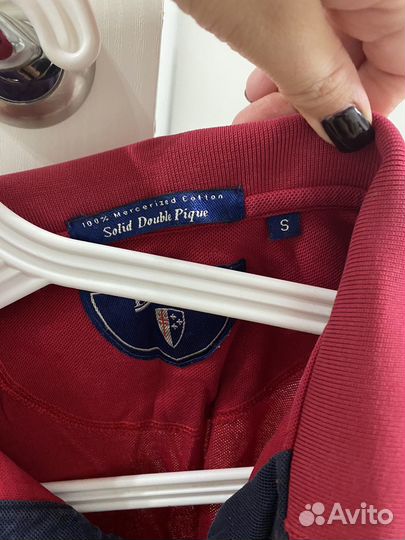 100% Mercerized Cotton
Solid Double Pique
S
Avito